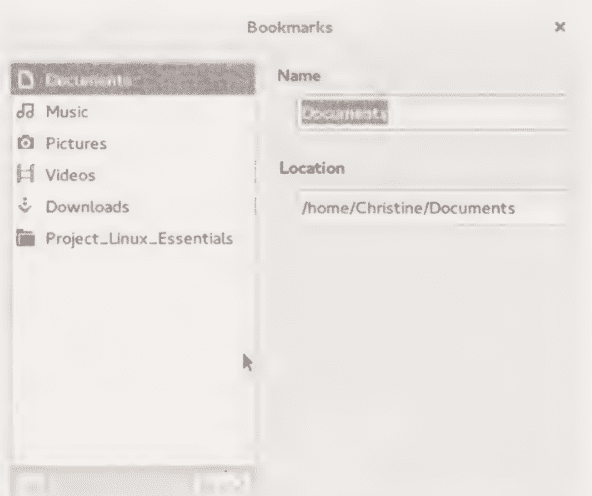 Bookmarks
Documents
Music
Pictures
Videos
Downloads
Project_Linux_Essentials
Name
Documents
Location
/home/Christine/Documents